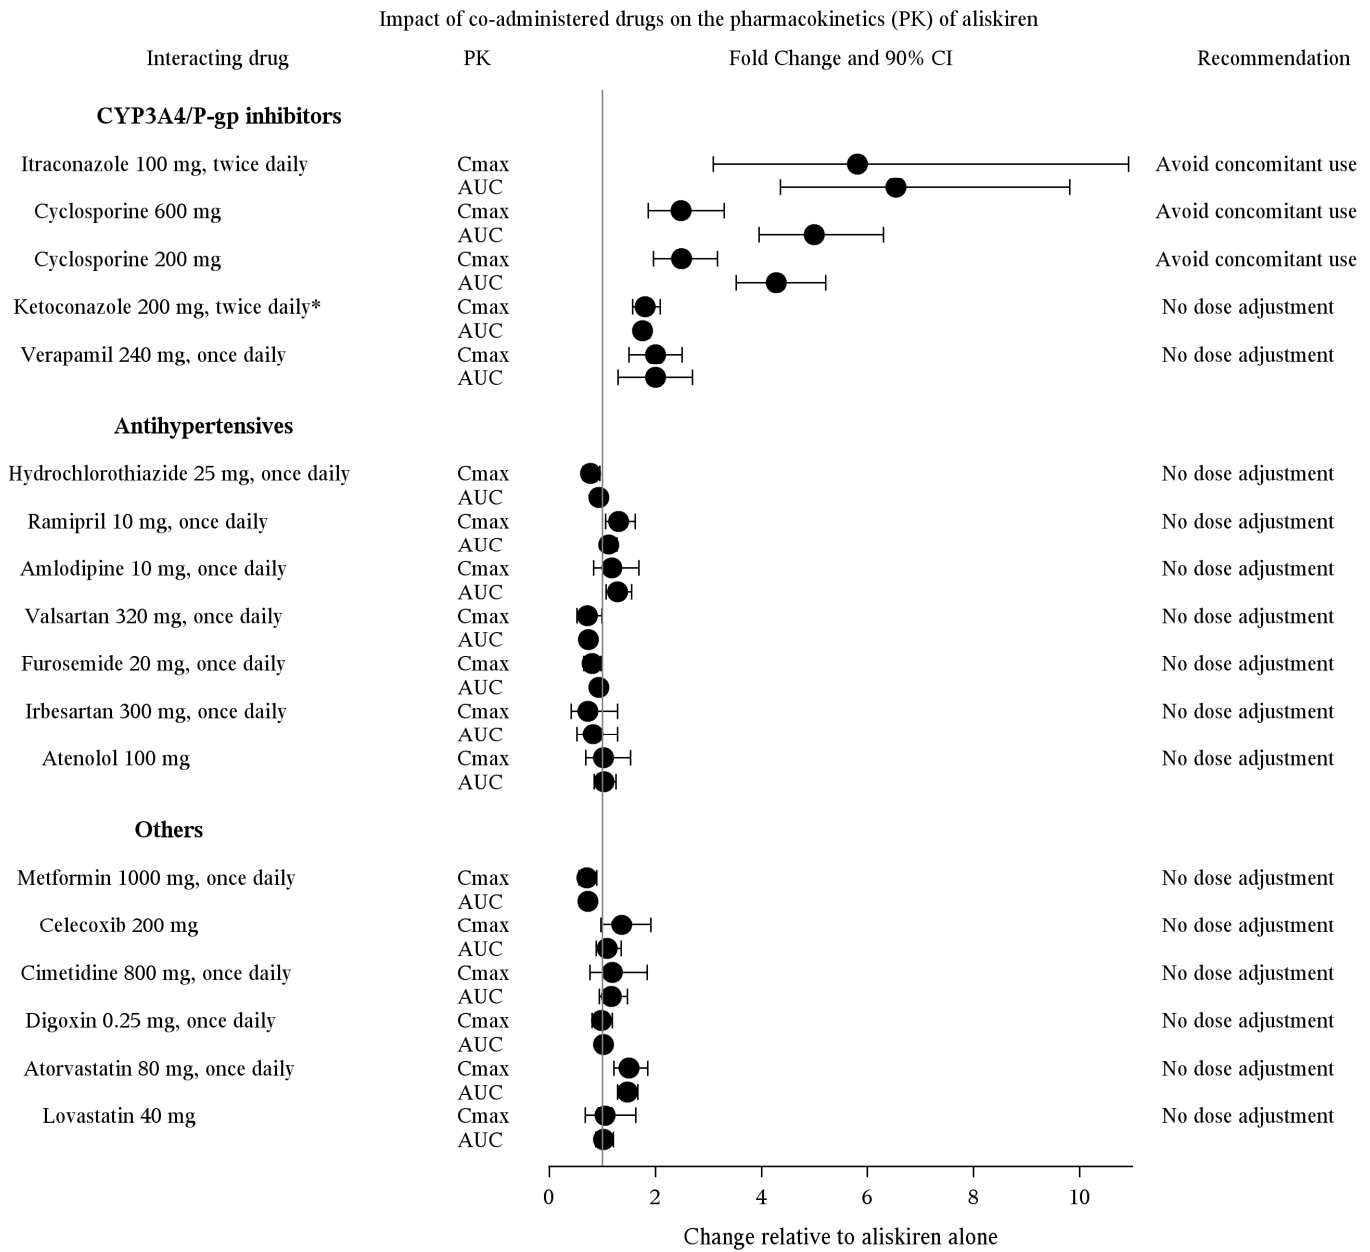 Impact of co-administered drugs on the pharmacokinetics (PK) of aliskiren
Interacting drug PK Fold Change and 90% CI Recommendation
CYP3A4/P-gp inhibitors
Itraconazole 100 mg, twice daily Cmax Avoid concomitant use
AUC
Cyclosporine 600 mg Cmax Avoid concomitant use
AUC
Cyclosporine 200 mg Cmax Avoid concomitant use
AUC
Ketoconazole 200 mg, twice daily* Cmax No dose adjustment
AUC
Verapamil 240 mg, once daily Cmax No dose adjustment
AUC
Antihypertensives
Hydrochlorothiazide 25 mg, once daily Cmax No dose adjustment
AUC
Ramipril 10 mg, once daily Cmax No dose adjustment
AUC
Amlodipine 10 mg, once daily Cmax No dose adjustment
AUC
Valsartan 320 mg, once daily Cmax No dose adjustment
AUC
Furosemide 20 mg, once daily Cmax No dose adjustment
AUC
Irbesartan 300 mg, once daily Cmax No dose adjustment
AUC
Atenolol 100 mg Cmax No dose adjustment
AUC
Others
Metformin 1000 mg, once daily Cmax No dose adjustment
AUC
Celecoxib 200 mg Cmax No dose adjustment
AUC
Cimetidine 800 mg, once daily Cmax No dose adjustment
AUC
Digoxin 0.25 mg, once daily Cmax No dose adjustment
AUC
Atorvastatin 80 mg, once daily Cmax No dose adjustment
AUC
Lovastatin 40 mg Cmax No dose adjustment
AUC
0 2 4 6 8 10
Change relative to aliskiren alone